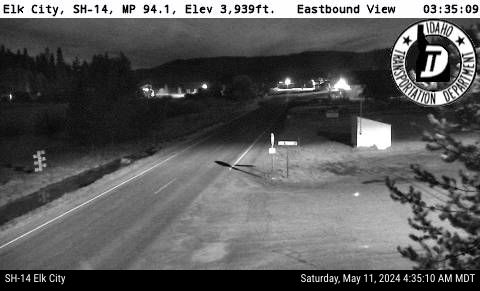 Elk City, SH-14, MP 94.1, Elev 3,939ft. Eastbound View 03:35:09
IDAHO
TRANSPORTATION DEPARTMENT
SH-14 Elk City Saturday, May 11, 2024 4:35:10 AM MDT